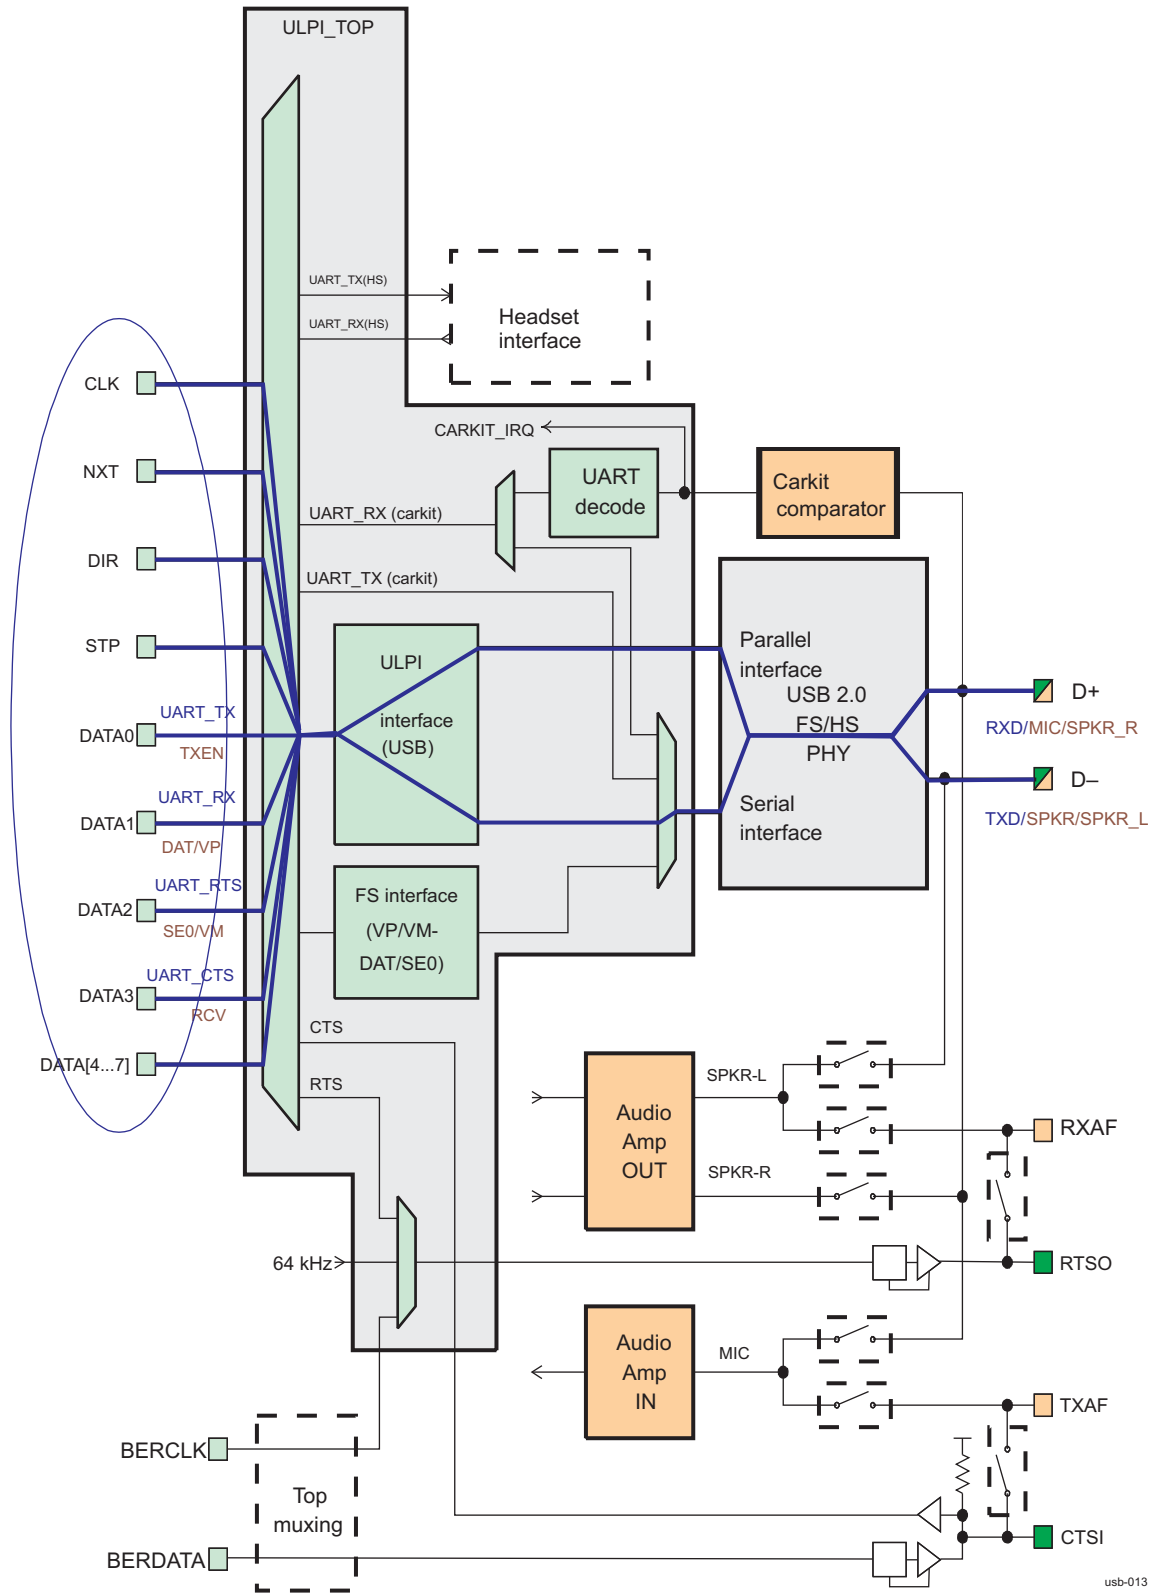 ULPI_TOP
UART_TX(HS)
UART_RX(HS)
Headset
interface
CLK
CARKIT_IRQ
NXT
UART
decode
Carkit
comparator
UART_RX (carkit)
DIR
UART_TX (carkit)
STP
ULPI
interface
(USB)
Parallel
interface
USB 2.0
FS/HS
PHY
Serial
interface
D+
RXD/MIC/SPKR_R
D–
TXD/SPKR/SPKR_L
UART_TX
DATA0
TXEN
UART_RX
DATA1
DAT/VP
UART_RTS
DATA2
SE0/VM
FS interface
(VP/VM-
DAT/SE0)
UART_CTS
DATA3
RCV
CTS
DATA[4...7]
RTS
SPKR-L
Audio
Amp
OUT
SPKR-R
RXAF
64 kHz
RTSO
Audio
Amp
IN
MIC
TXAF
BERCLK
Top
muxing
CTSI
BERDATA
usb-013